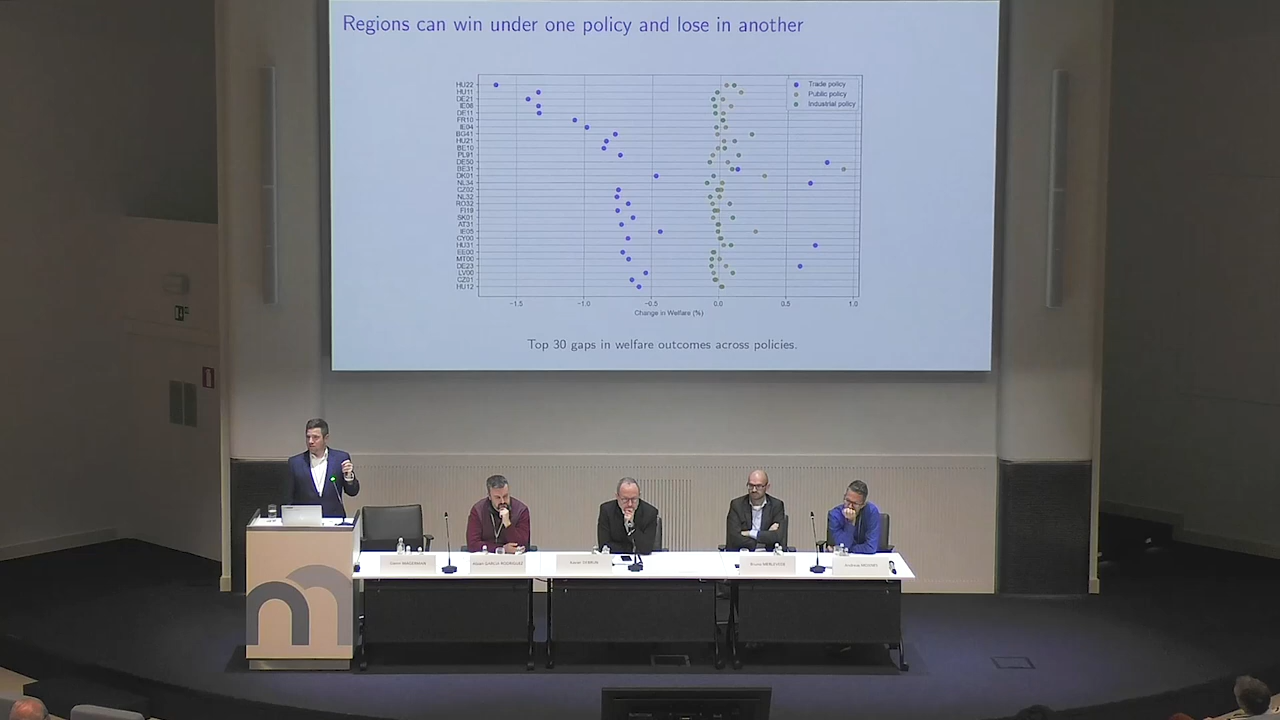 Regions can win under one policy and lose in another
Trade policy
Public policy
Industrial policy
HU22
HU11
DE21
IE06
DE11
FR10
IE04
BG41
HU21
BE10
PL91
DE50
BE31
DK01
NL34
CZ02
NL32
RO32
FI19
SK01
AT31
IE05
CY00
HU31
EE00
MT00
DE23
LV00
CZ01
HU12
−1.5 −1.0 −0.5 0.0 0.5 1.0
Change in Welfare (%)
Top 30 gaps in welfare outcomes across policies.